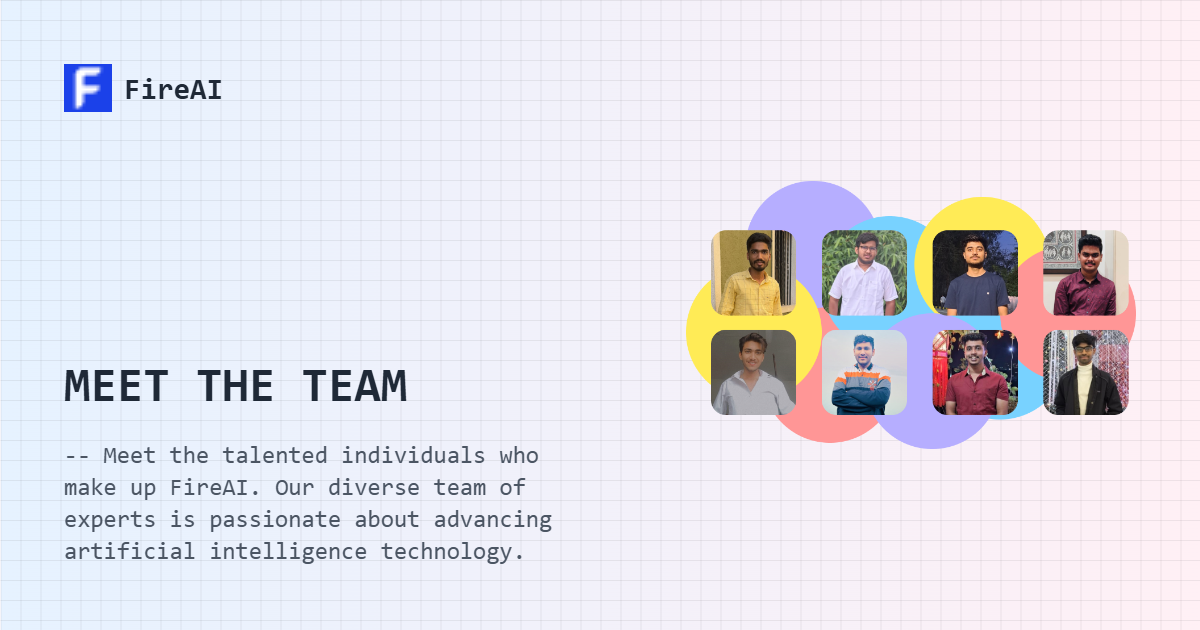 FireAI
MEET THE TEAM
-- Meet the talented individuals who
make up FireAI. Our diverse team of
experts is passionate about advancing
artificial intelligence technology.